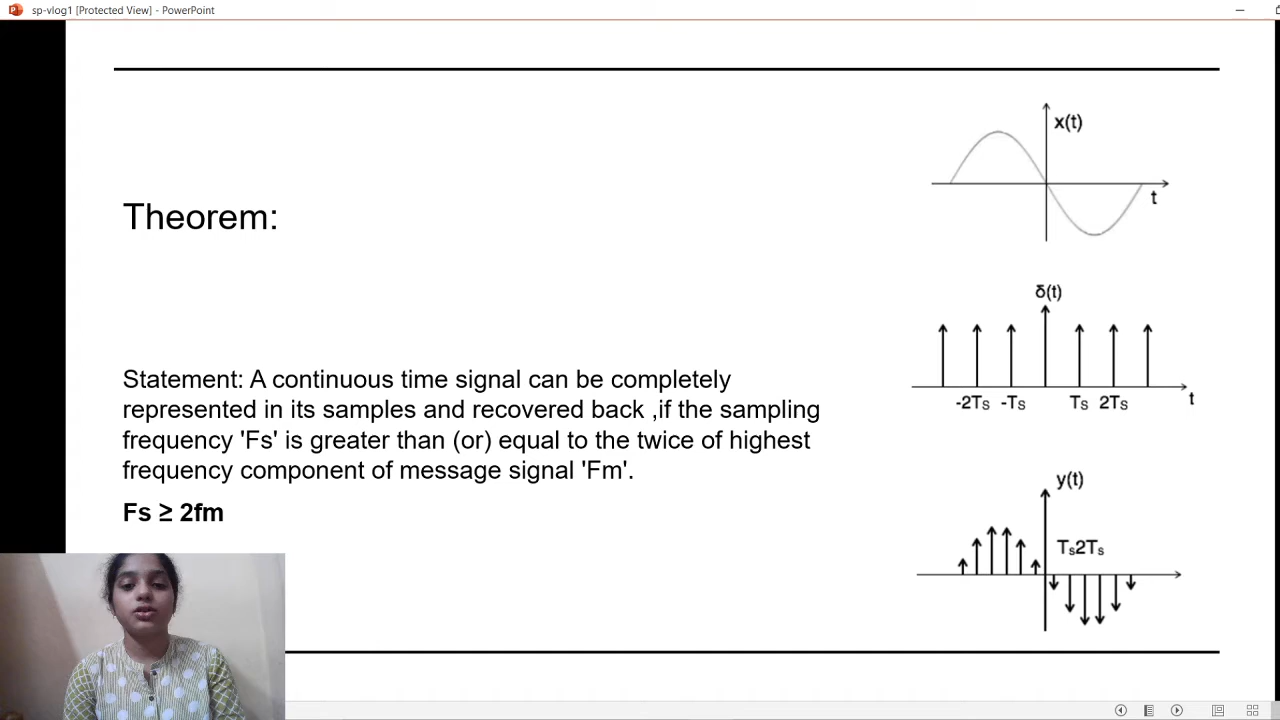 sp-vlog1 [Protected View] - PowerPoint
Theorem:
Statement: A continuous time signal can be completely
represented in its samples and recovered back ,if the sampling
frequency 'Fs' is greater than (or) equal to the twice of highest
frequency component of message signal 'Fm'.
Fs ≥ 2fm
x(t)
t
δ(t)
-2Ts -Ts Ts 2Ts t
y(t)
Ts2Ts